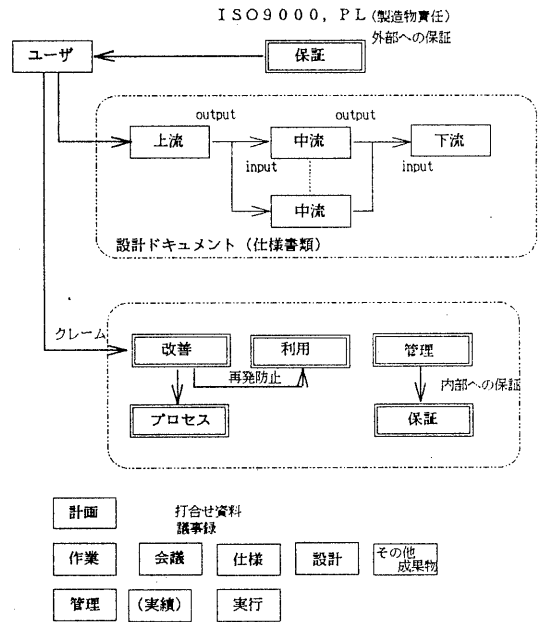 ISO9000, PL(製造物責任)
外部への保証
ユーザ
保証
output
output
上流
中流
下流
input
input
中流
設計ドキュメント(仕様書類)
クレーム
改善
利用
管理
再発防止
内部への保証
プロセス
保証
計画
打合せ資料
議事録
作業
会議
仕様
設計
その他
成果物
管理
(実績)
実行